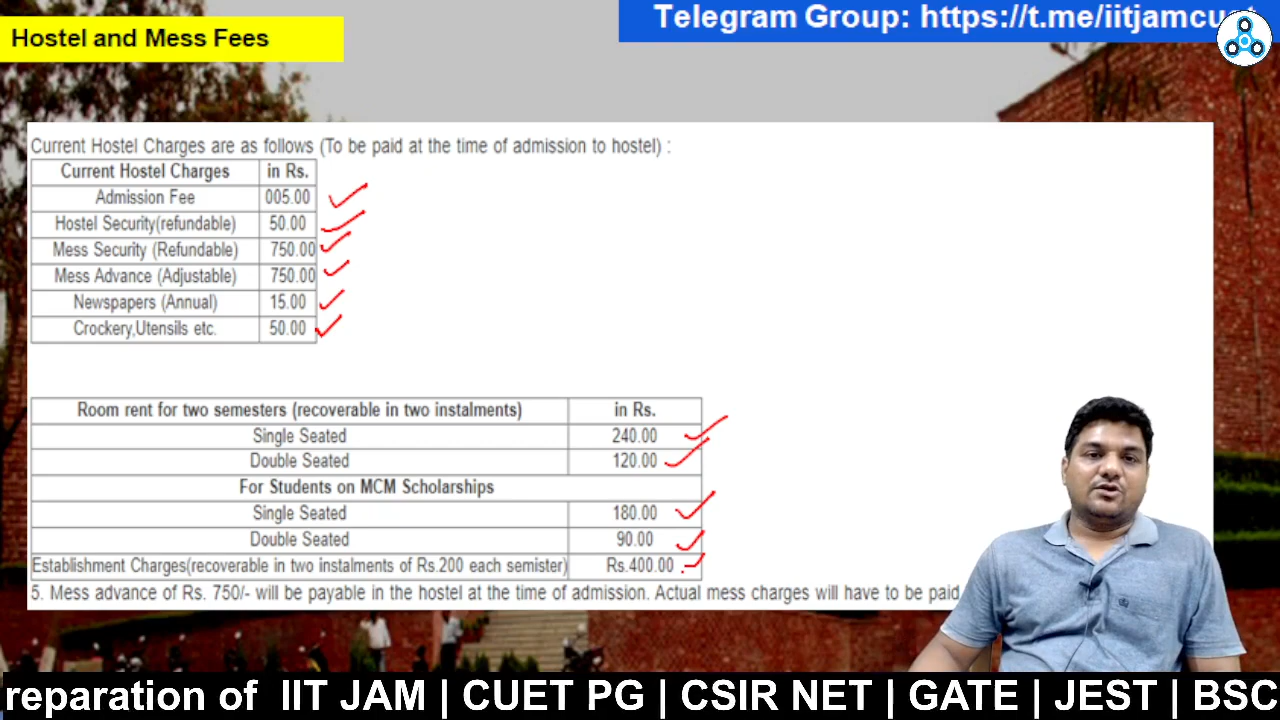 Hostel and Mess Fees
Telegram Group: https://t.me/iitjamcuet
Current Hostel Charges are as follows (To be paid at the time of admission to hostel) :
Current Hostel Charges in Rs.
Admission Fee 005.00
Hostel Security(refundable) 50.00
Mess Security (Refundable) 750.00
Mess Advance (Adjustable) 750.00
Newspapers (Annual) 15.00
Crockery,Utensils etc. 50.00
Room rent for two semesters (recoverable in two instalments) in Rs.
Single Seated 240.00
Double Seated 120.00
For Students on MCM Scholarships
Single Seated 180.00
Double Seated 90.00
Establishment Charges(recoverable in two instalments of Rs.200 each semister) Rs.400.00
5. Mess advance of Rs. 750/- will be payable in the hostel at the time of admission. Actual mess charges will have to be paid
reparation of IIT JAM | CUET PG | CSIR NET | GATE | JEST | BSC